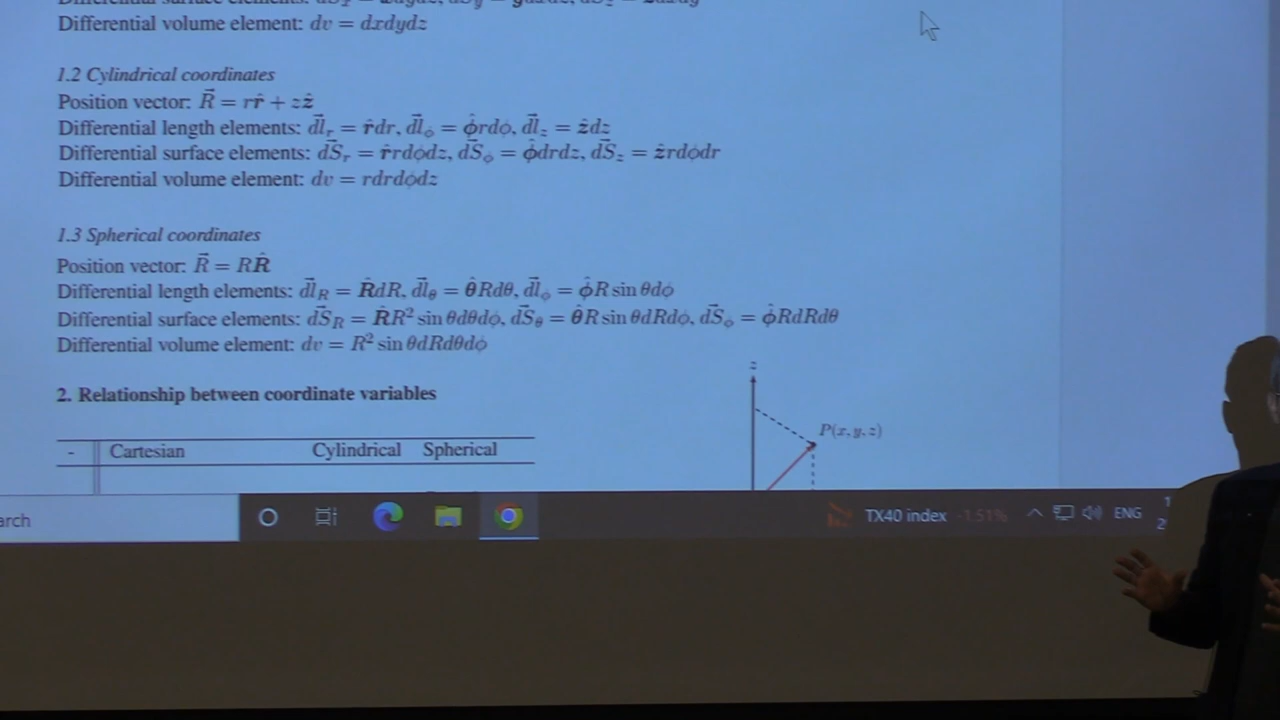 Differential volume element: dv = dxdydz
1.2 Cylindrical coordinates
Position vector: R⃗ = rr̂ + zẑ
Differential length elements: dl⃗_r = r̂dr, dl⃗_ϕ = ϕ̂rdϕ, dl⃗_z = ẑdz
Differential surface elements: dS⃗_r = r̂rdϕdz, dS⃗_ϕ = ϕ̂drdz, dS⃗_z = ẑrdϕdr
Differential volume element: dv = rdrdϕdz
1.3 Spherical coordinates
Position vector: R⃗ = RR̂
Differential length elements: dl⃗_R = R̂dR, dl⃗_θ = θ̂Rdθ, dl⃗_ϕ = ϕ̂R sin θdϕ
Differential surface elements: dS⃗_R = R̂R² sin θdθdϕ, dS⃗_θ = θ̂R sin θdRdϕ, dS⃗_ϕ = ϕ̂RdRdθ
Differential volume element: dv = R² sin θdRdθdϕ
2. Relationship between coordinate variables
z
P(x, y, z)
- Cartesian Cylindrical Spherical
arch
TX40 index -1.51% ENG